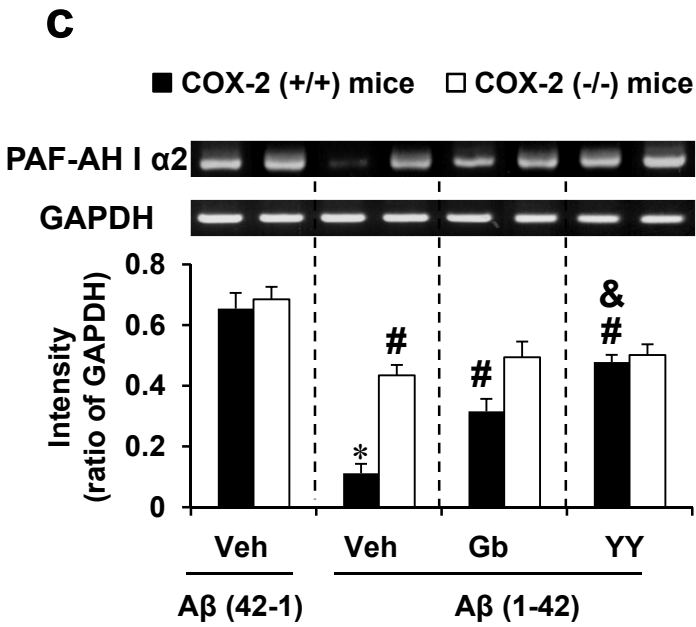 C
COX-2 (+/+) mice COX-2 (-/-) mice
PAF-AH I α2
GAPDH
0.8
0.6
0.4
0.2
0
Intensity
(ratio of GAPDH)
&
#
#
#
*
Veh Veh Gb YY
Aβ (42-1) Aβ (1-42)